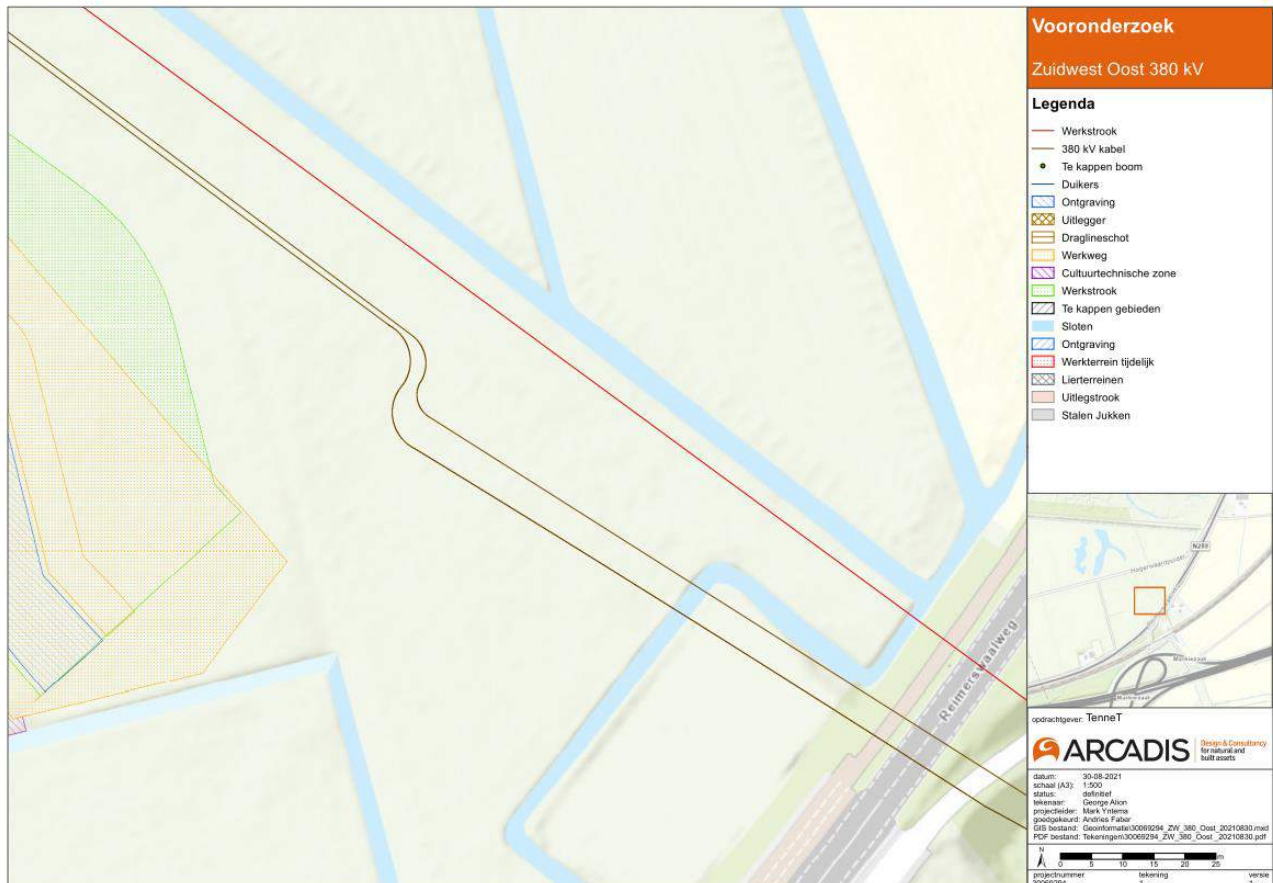 Vooronderzoek
Zuidwest Oost 380 kV
Legenda
Werkstrook
380 kV kabel
Te kappen boom
Duikers
Ontgraving
Uitlegger
Draglineschot
Werkweg
Cultuurtechnische zone
Werkstrook
Te kappen gebieden
Sloten
Ontgraving
Werkterrein tijdelijk
Lierterreinen
Uitlegstrook
Stalen Jukken
Reimerswaalweg
N289
Hogerwaardpolder
Markiezaat
Markiezaat
opdrachtgever: TenneT
ARCADIS
Design & Consultancy
for natural and
built assets
datum: 30-08-2021
schaal (A3): 1:500
status: definitief
tekenaar: George Alion
projectleider: Mark Yntema
goedgekeurd: Andries Faber
GIS bestand: Geoinformatie\30069294_ZW_380_Oost_20210830.mxd
PDF bestand: Tekeningen\30069294_ZW_380_Oost_20210830.pdf
N
0 5 10 15 20 25 m
projectnummer tekening versie
30069294